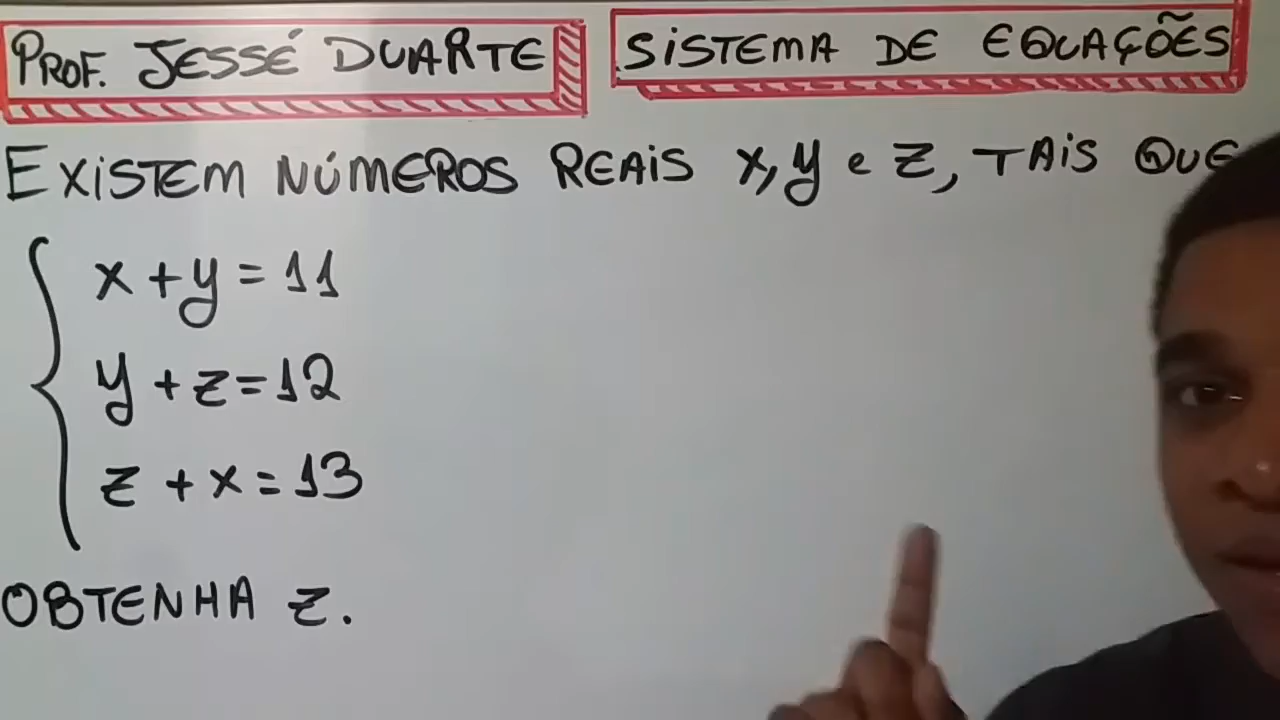 PROF. JESSÉ DUARTE
SISTEMA DE EQUAÇÕES
EXISTEM NÚMEROS REAIS x, y e z, TAIS QUE
x + y = 11
y + z = 12
z + x = 13
OBTENHA z.